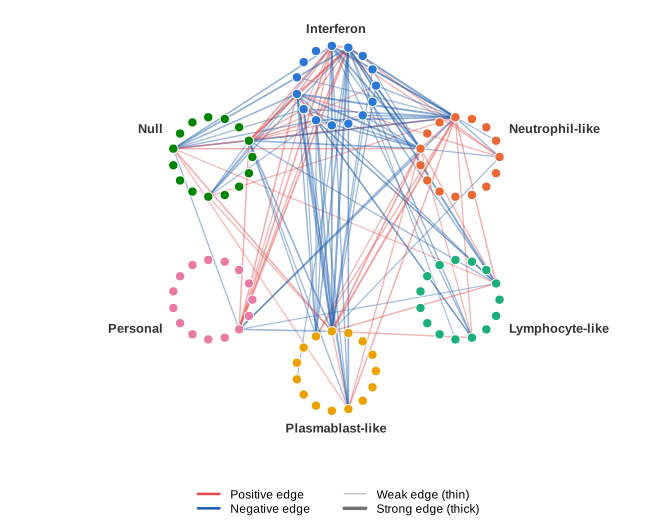 Interferon
Null
Neutrophil-like
Personal
Lymphocyte-like
Plasmablast-like
Positive edge
Weak edge (thin)
Negative edge
Strong edge (thick)